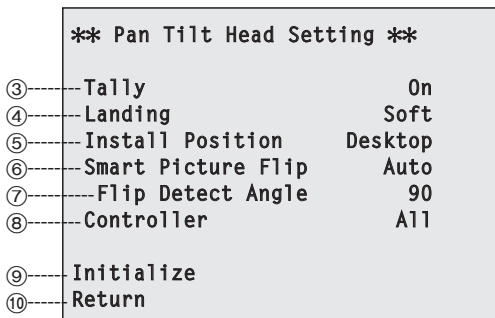 ** Pan Tilt Head Setting **
③ Tally On
④ Landing Soft
⑤ Install Position Desktop
⑥ Smart Picture Flip Auto
⑦ Flip Detect Angle 90
⑧ Controller All
⑨ Initialize
⑩ Return